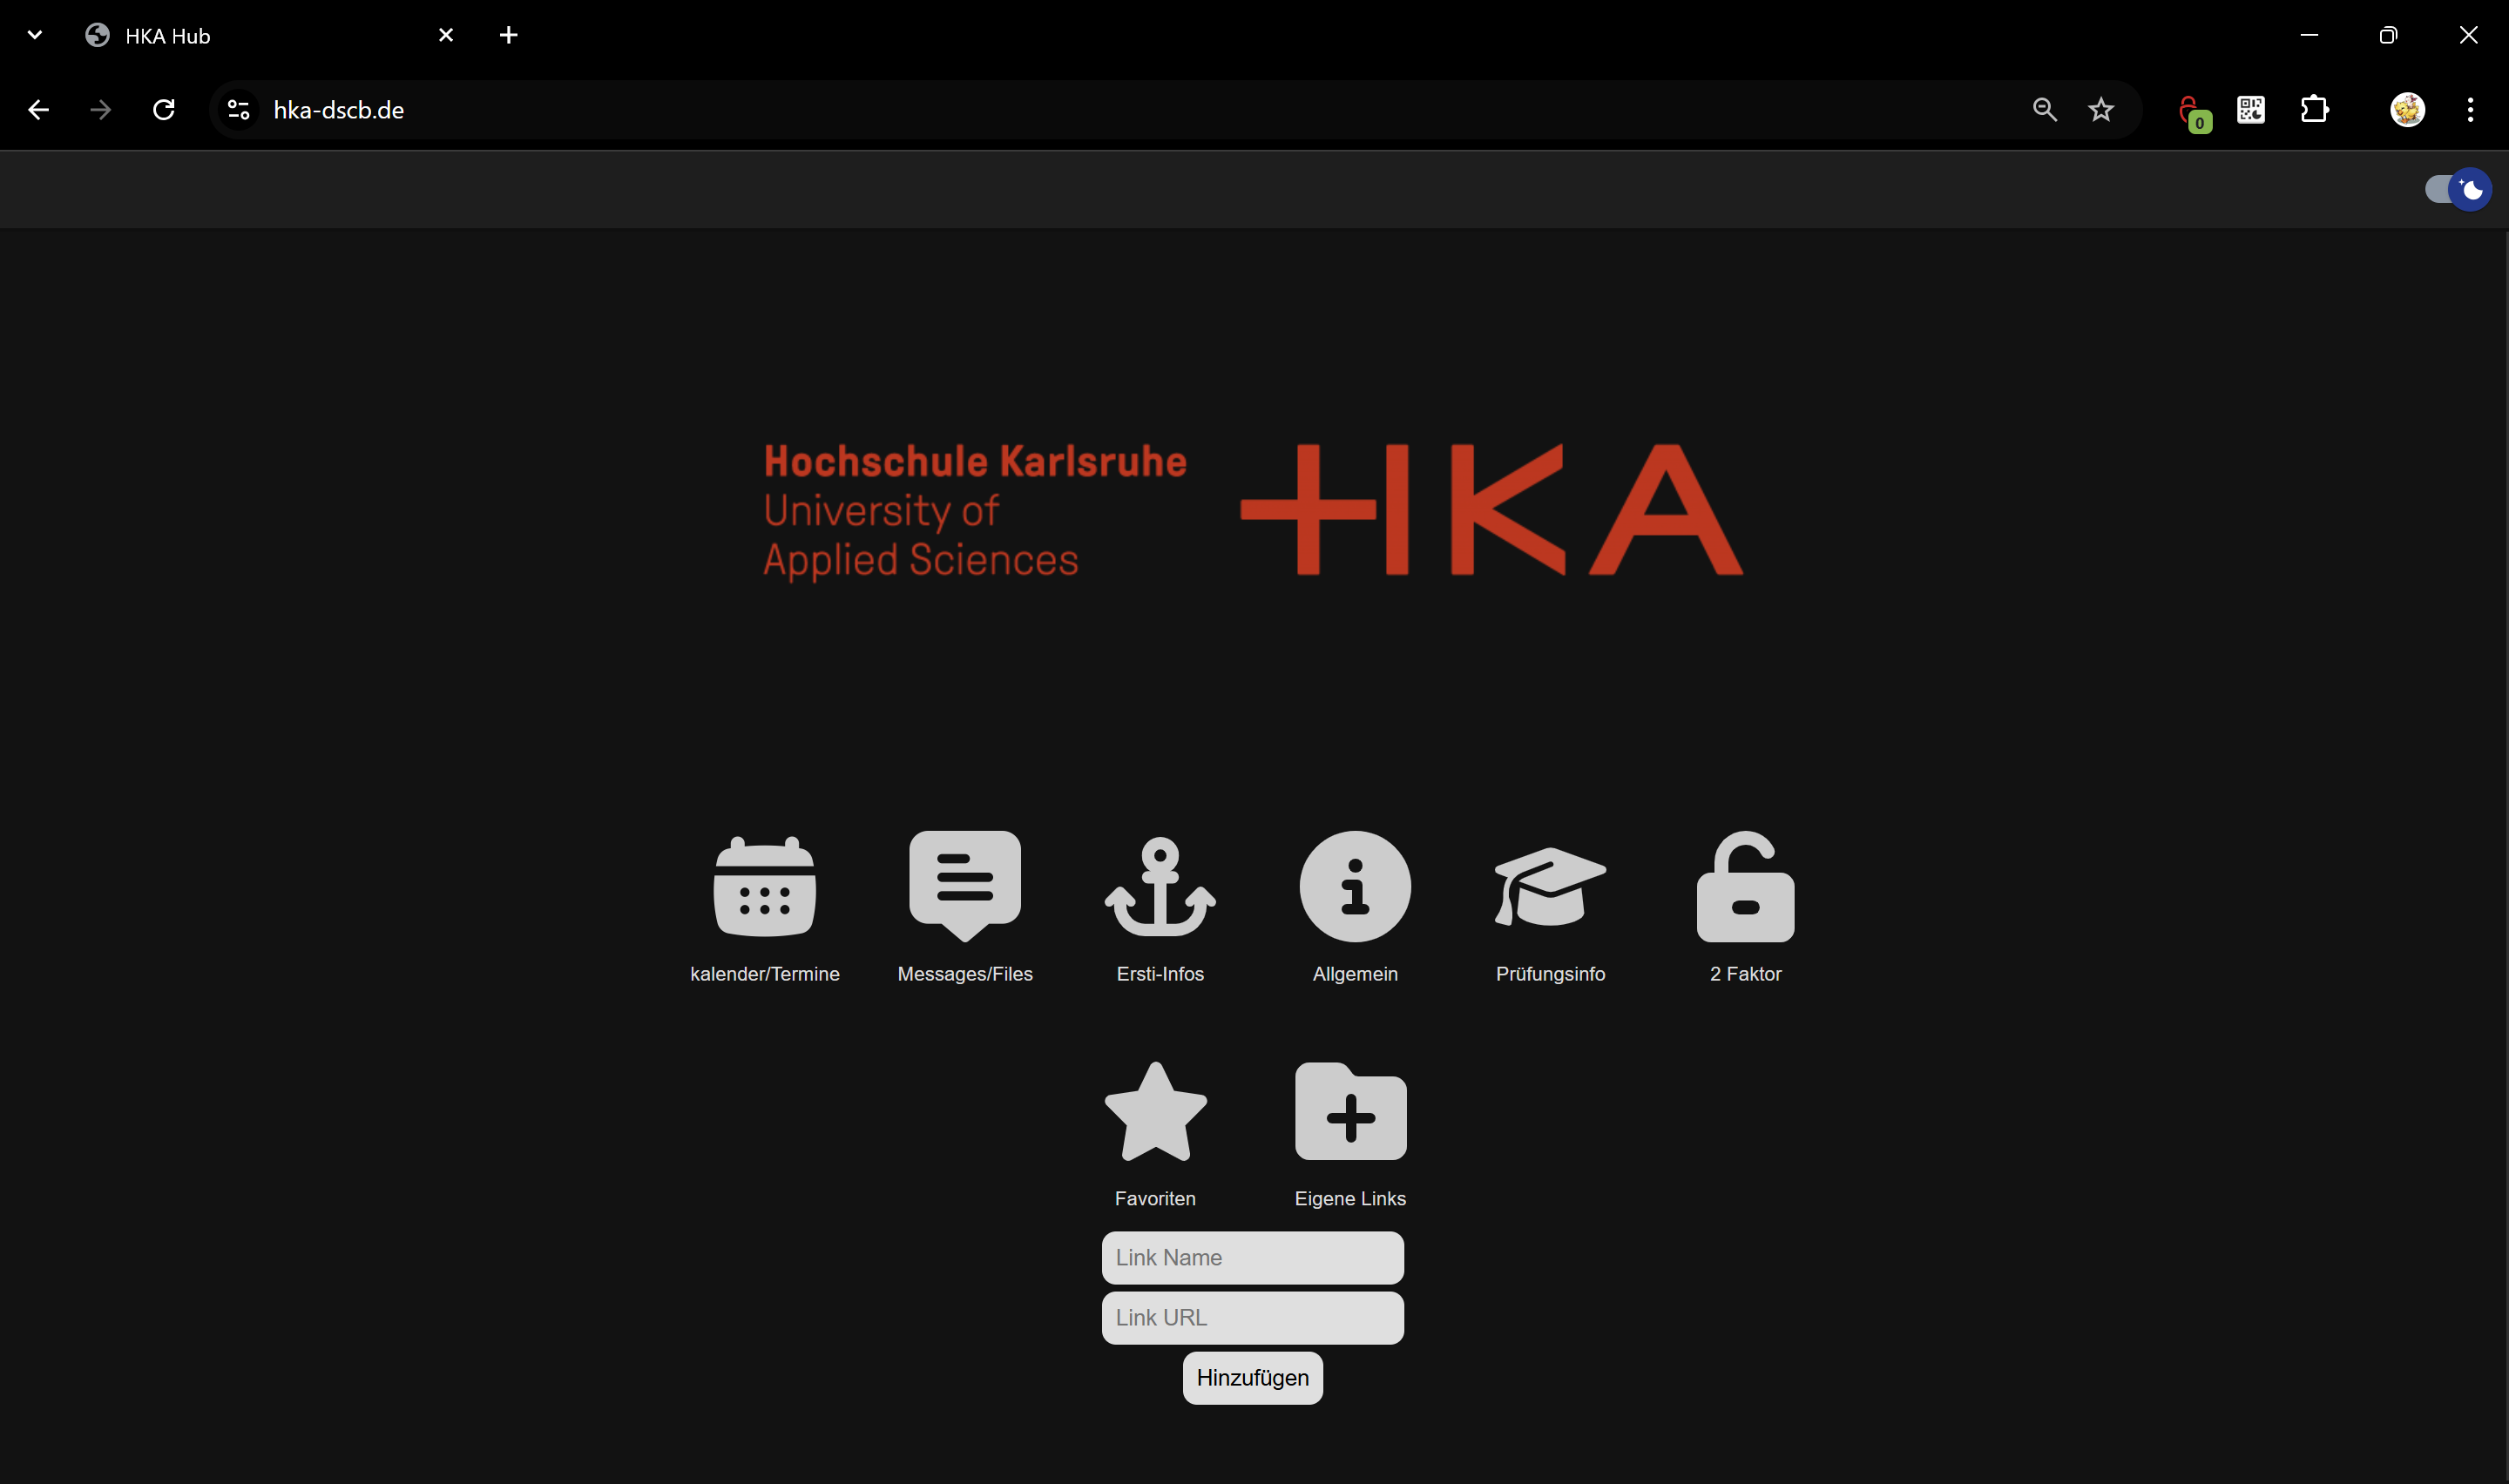 HKA Hub
hka-dscb.de
0
Hochschule Karlsruhe
University of
Applied Sciences
HKA
kalender/Termine
Messages/Files
Ersti-Infos
Allgemein
Prüfungsinfo
2 Faktor
Favoriten
Eigene Links
Link Name
Link URL
Hinzufügen